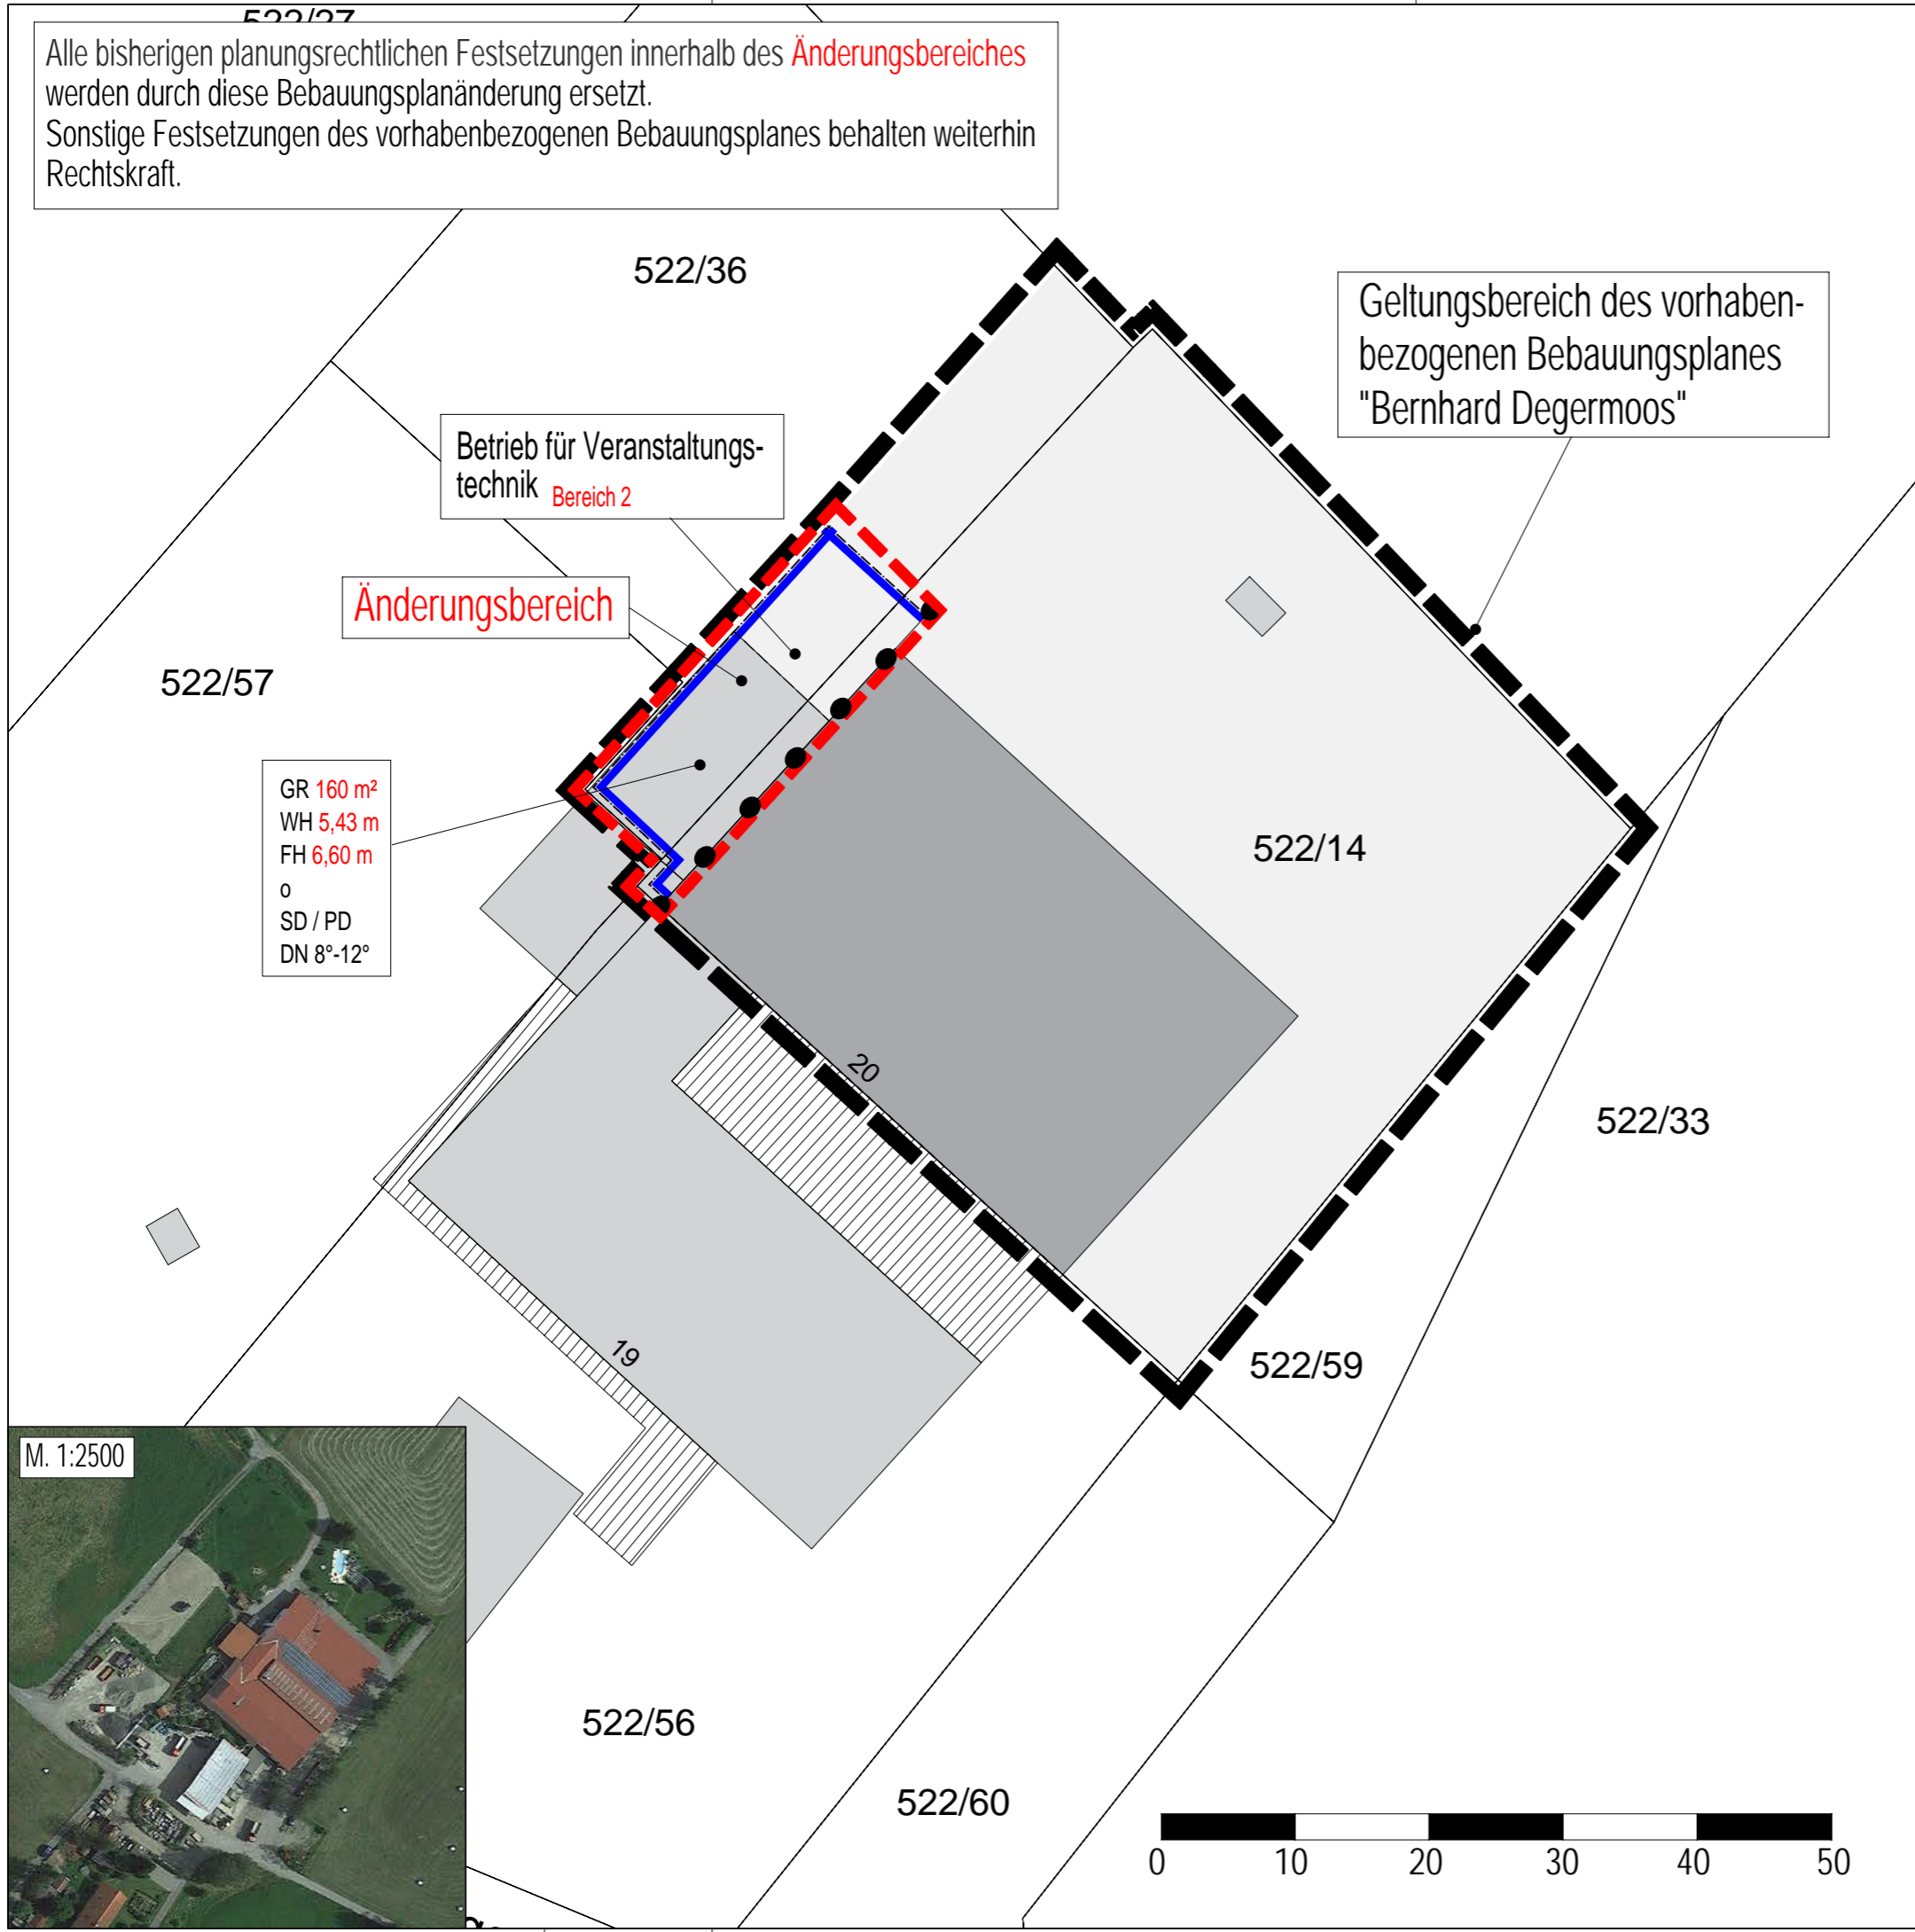 522/27
Alle bisherigen planungsrechtlichen Festsetzungen innerhalb des Änderungsbereiches
werden durch diese Bebauungsplanänderung ersetzt.
Sonstige Festsetzungen des vorhabenbezogenen Bebauungsplanes behalten weiterhin
Rechtskraft.
522/36
Geltungsbereich des vorhaben-
bezogenen Bebauungsplanes
"Bernhard Degermoos"
Betrieb für Veranstaltungs-
technik Bereich 2
Änderungsbereich
522/57
GR 160 m²
WH 5,43 m
FH 6,60 m
o
SD / PD
DN 8°-12°
522/14
20
522/33
19
522/59
M. 1:2500
522/56
522/60
0 10 20 30 40 50